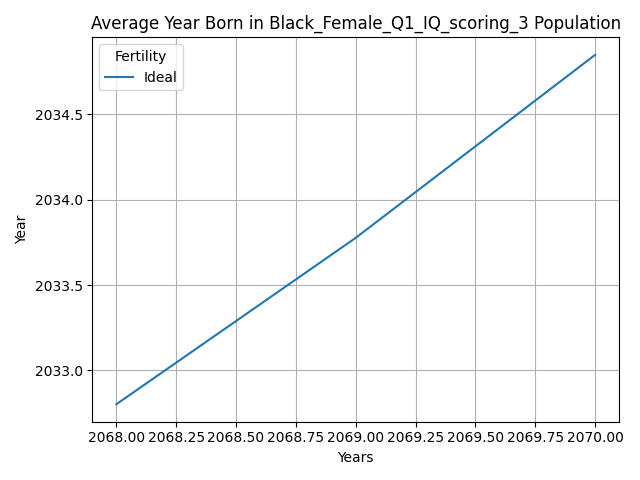 Average Year Born in Black_Female_Q1_IQ_scoring_3 Population
Fertility
Ideal
2034.5
2034.0
2033.5
2033.0
Year
2068.00 2068.25 2068.50 2068.75 2069.00 2069.25 2069.50 2069.75 2070.00
Years